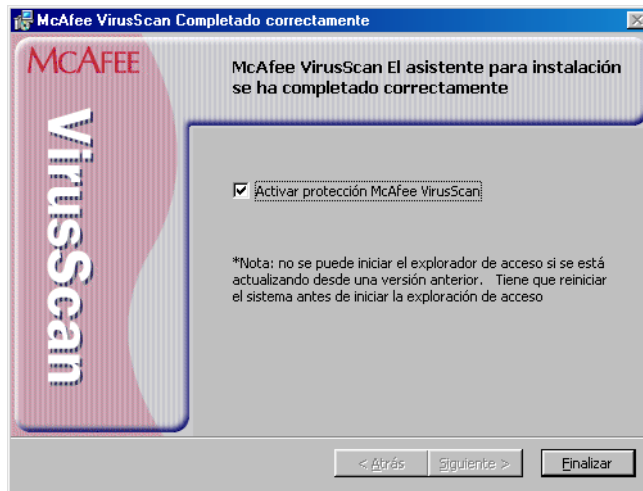 McAfee VirusScan Completado correctamente
MCAFEE
VirusScan
McAfee VirusScan El asistente para instalación
se ha completado correctamente
Activar protección McAfee VirusScan
*Nota: no se puede iniciar el explorador de acceso si se está
actualizando desde una versión anterior. Tiene que reiniciar
el sistema antes de iniciar la exploración de acceso
< Atrás
Siguiente >
Finalizar